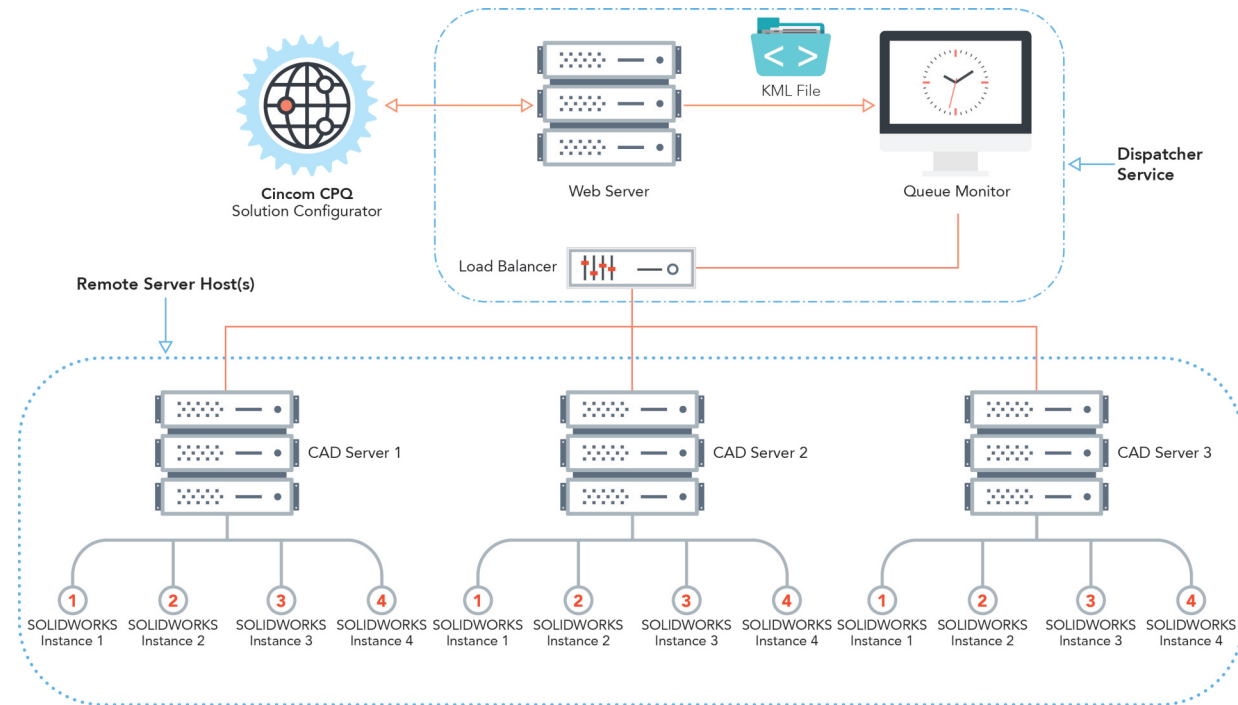 KML File
Web Server
Queue Monitor
Dispatcher
Service
Cincom CPQ
Solution Configurator
Load Balancer
Remote Server Host(s)
CAD Server 1
CAD Server 2
CAD Server 3
1
SOLIDWORKS
Instance 1
2
SOLIDWORKS
Instance 2
3
SOLIDWORKS
Instance 3
4
SOLIDWORKS
Instance 4
1
SOLIDWORKS
Instance 1
2
SOLIDWORKS
Instance 2
3
SOLIDWORKS
Instance 3
4
SOLIDWORKS
Instance 4
1
SOLIDWORKS
Instance 1
2
SOLIDWORKS
Instance 2
3
SOLIDWORKS
Instance 3
4
SOLIDWORKS
Instance 4